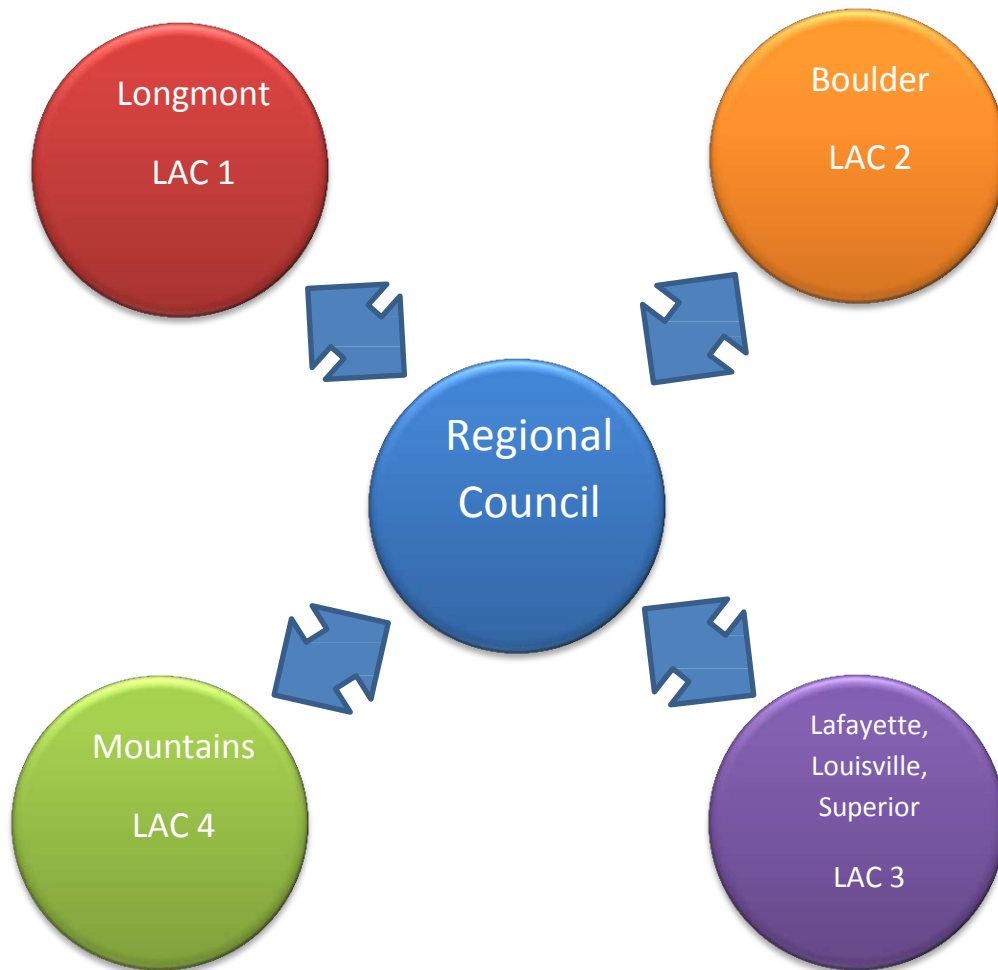 Longmont
LAC 1
Boulder
LAC 2
Regional
Council
Mountains
LAC 4
Lafayette,
Louisville,
Superior
LAC 3